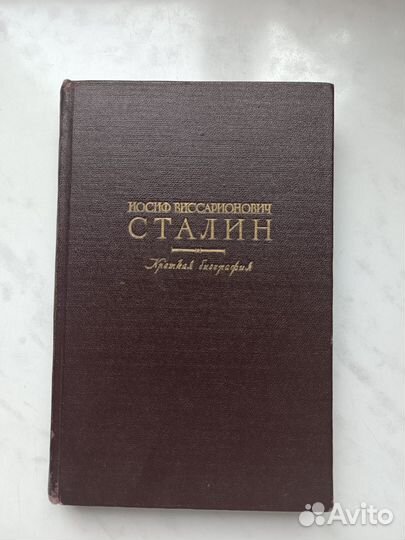 ИОСИФ ВИССАРИОНОВИЧ
СТАЛИН
Краткая биография
Avito